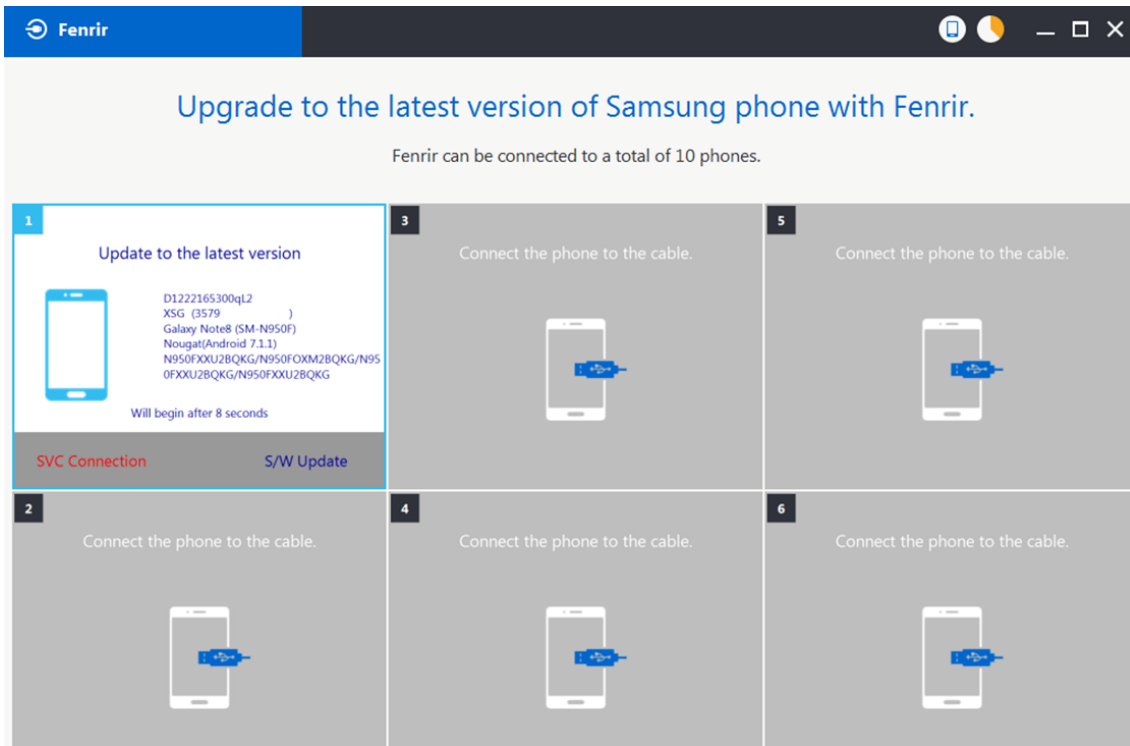 Fenrir
Upgrade to the latest version of Samsung phone with Fenrir.
Fenrir can be connected to a total of 10 phones.
1
Update to the latest version
D1222165300qL2
XSG (3579 )
Galaxy Note8 (SM-N950F)
Nougat(Android 7.1.1)
N950FXXU2BQKG/N950FOXM2BQKG/N95
0FXXU2BQKG/N950FXXU2BQKG
Will begin after 8 seconds
SVC Connection
S/W Update
3
Connect the phone to the cable.
5
Connect the phone to the cable.
2
Connect the phone to the cable.
4
Connect the phone to the cable.
6
Connect the phone to the cable.